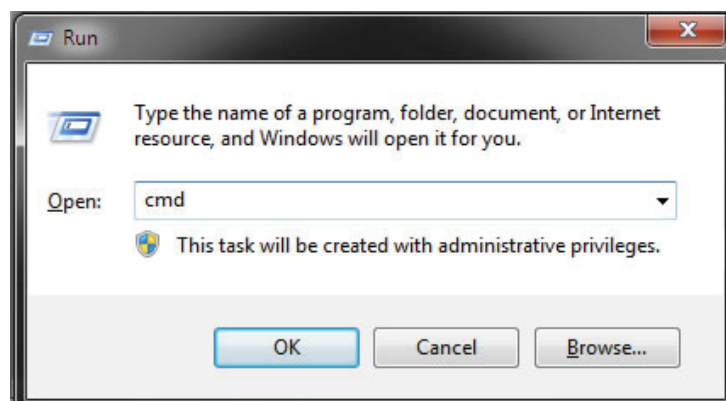 Run
Type the name of a program, folder, document, or Internet
resource, and Windows will open it for you.
Open: cmd
This task will be created with administrative privileges.
OK Cancel Browse...